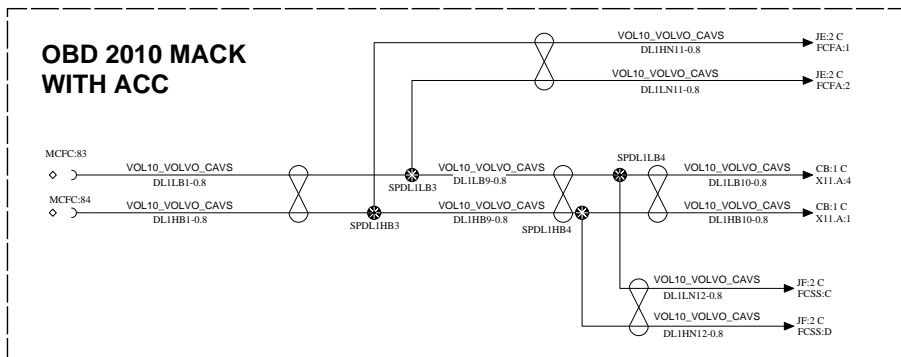 OBD 2010 MACK
WITH ACC
VOL10_VOLVO_CAVS
DL1HN11-0.8
JE:2 C
FCFA:1
VOL10_VOLVO_CAVS
DL1LN11-0.8
JE:2 C
FCFA:2
MCFC:83
VOL10_VOLVO_CAVS
DL1LB1-0.8
SPDL1LB3
VOL10_VOLVO_CAVS
DL1LB9-0.8
SPDL1LB4
VOL10_VOLVO_CAVS
DL1LB10-0.8
CB:1 C
X11.A:4
MCFC:84
VOL10_VOLVO_CAVS
DL1HB1-0.8
SPDL1HB3
VOL10_VOLVO_CAVS
DL1HB9-0.8
SPDL1HB4
VOL10_VOLVO_CAVS
DL1HB10-0.8
CB:1 C
X11.A:1
VOL10_VOLVO_CAVS
DL1LN12-0.8
JF:2 C
FCSS:C
VOL10_VOLVO_CAVS
DL1HN12-0.8
JF:2 C
FCSS:D